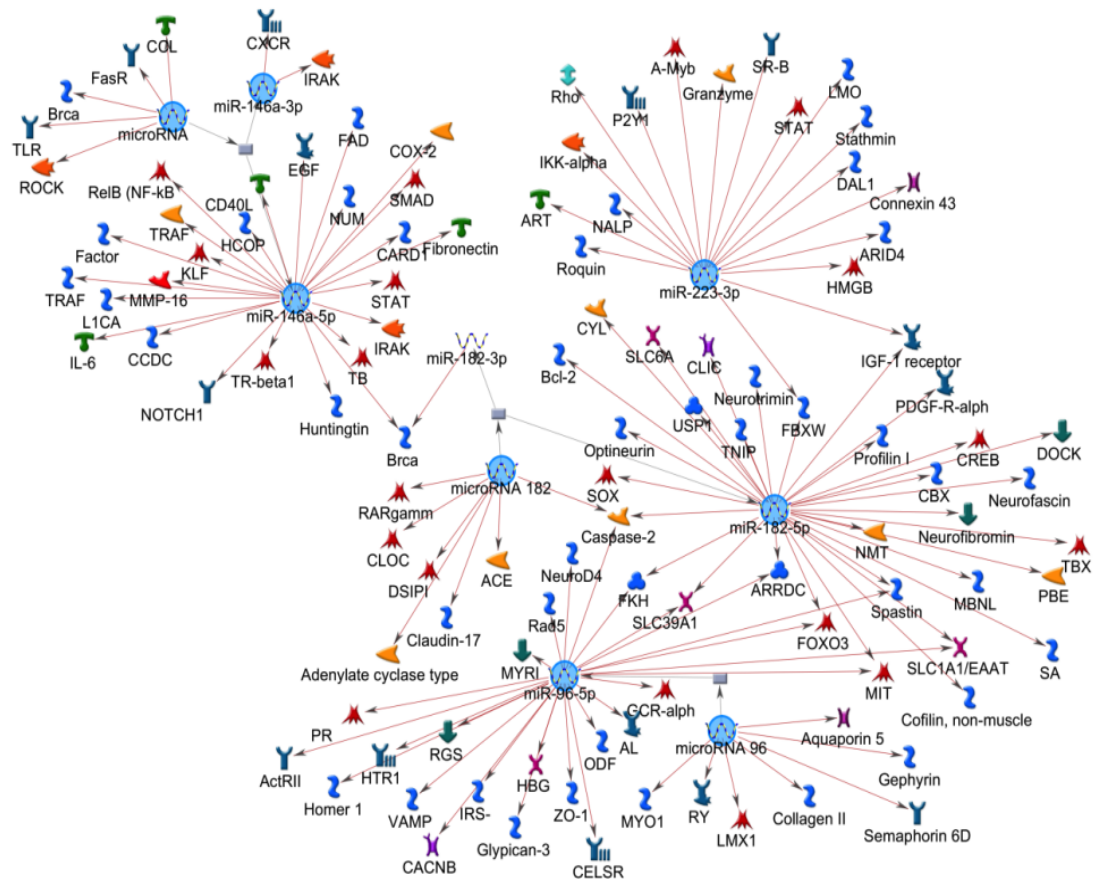 COL
CXCR
FasR
IRAK
Brca
miR-146a-3p
microRNA
TLR
ROCK
FAD
EGF
COX-2
RelB (NF-kB
CD40L
SMAD
NUM
TRAF
HCOP
Factor
CARD1
Fibronectin
KLF
TRAF
MMP-16
STAT
L1CA
miR-146a-5p
IL-6
CCDC
IRAK
TR-beta1
TB
NOTCH1
Huntingtin
Brca
miR-182-3p
A-Myb
SR-B
Rho
Granzyme
LMO
P2Y1
STAT
Stathmin
IKK-alpha
DAL1
Connexin 43
ART
NALP
Roquin
ARID4
miR-223-3p
HMGB
CYL
SLC6A
CLIC
IGF-1 receptor
Bcl-2
Neurotrimin
PDGF-R-alph
USP1
FBXW
Optineurin
TNIP
Profilin I
CREB
DOCK
microRNA 182
SOX
CBX
Neurofascin
RARgamm
Caspase-2
miR-182-5p
Neurofibromin
CLOC
NMT
TBX
DSIPI
ACE
NeuroD4
FKH
ARRDC
MBNL
PBE
Claudin-17
Rad5
SLC39A1
Spastin
FOXO3
Adenylate cyclase type
MYRI
SLC1A1/EAAT
SA
miR-96-5p
MIT
GCR-alph
Cofilin, non-muscle
PR
AL
microRNA 96
Aquaporin 5
RGS
ODF
ActRII
HTR1
Gephyrin
Homer 1
HBG
VAMP
IRS-
ZO-1
MYO1
RY
Collagen II
Semaphorin 6D
LMX1
Glypican-3
CACNB
CELSR